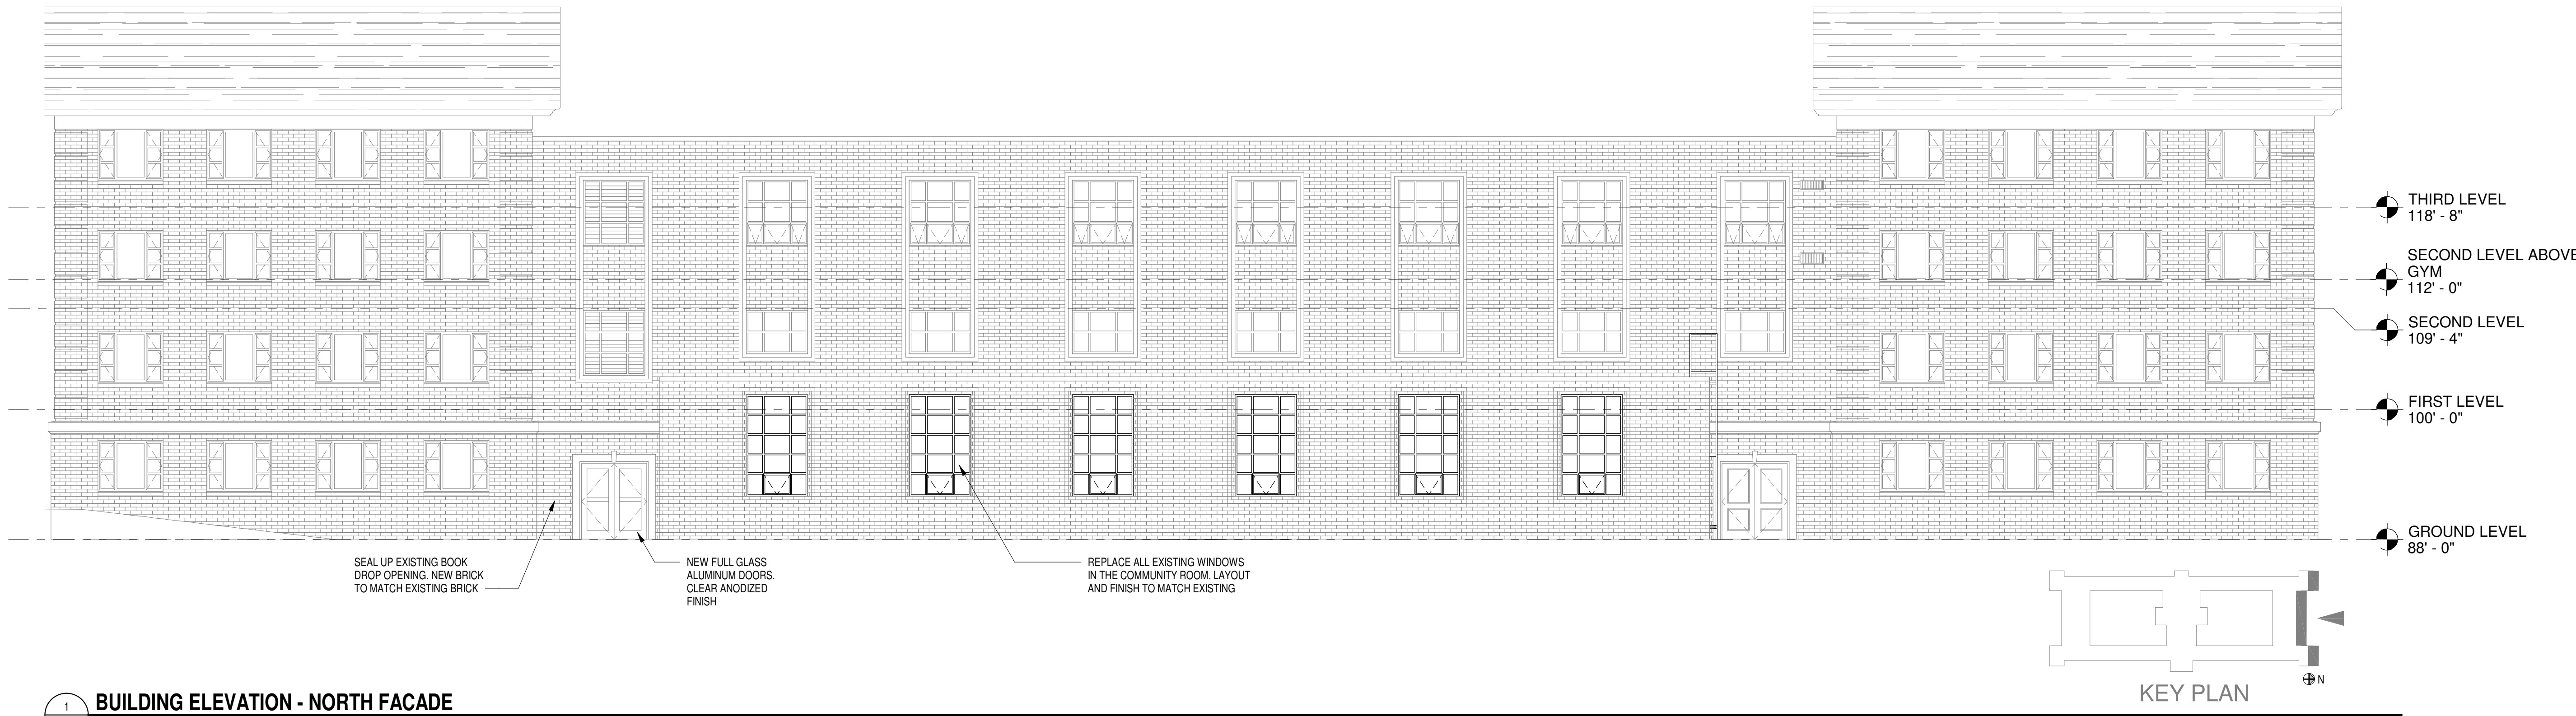 THIRD LEVEL
118' - 8"
SECOND LEVEL ABOVE
GYM
112' - 0"
SECOND LEVEL
109' - 4"
FIRST LEVEL
100' - 0"
GROUND LEVEL
88' - 0"
SEAL UP EXISTING BOOK
DROP OPENING. NEW BRICK
TO MATCH EXISTING BRICK
NEW FULL GLASS
ALUMINUM DOORS.
CLEAR ANODIZED
FINISH
REPLACE ALL EXISTING WINDOWS
IN THE COMMUNITY ROOM. LAYOUT
AND FINISH TO MATCH EXISTING
N
KEY PLAN
1 BUILDING ELEVATION - NORTH FACADE